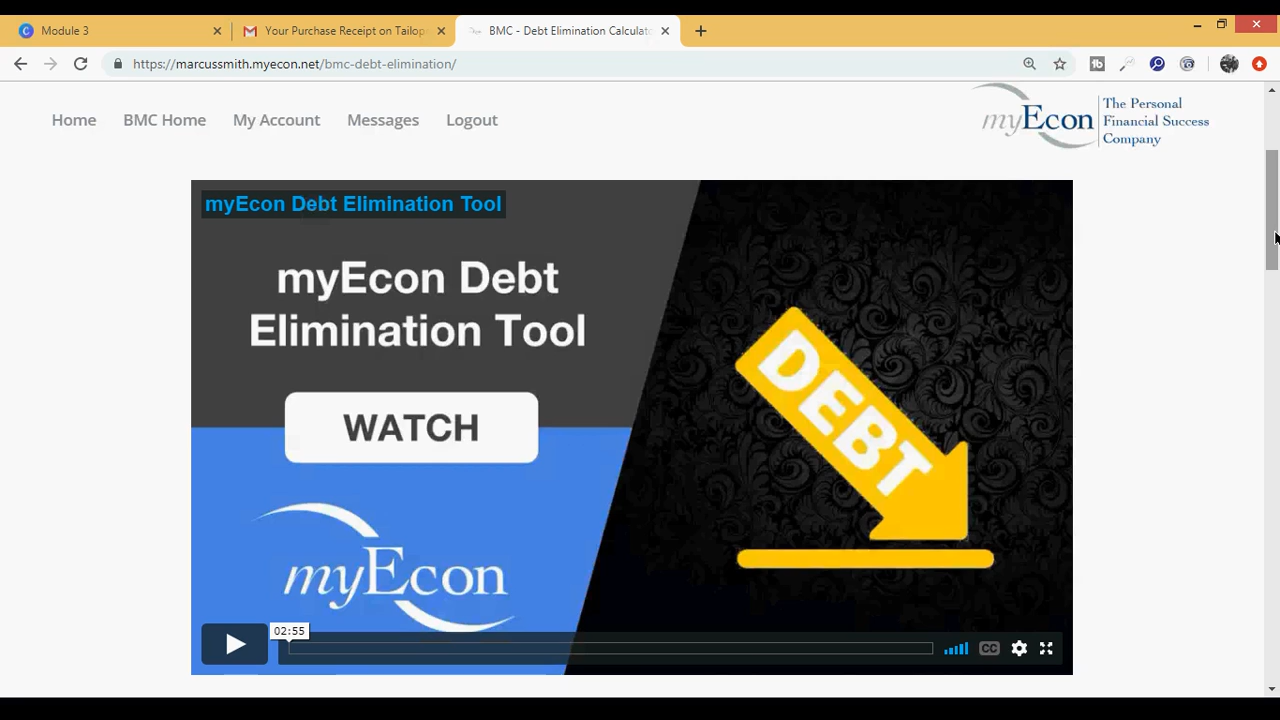 Module 3
Your Purchase Receipt on Tailop
BMC - Debt Elimination Calculato
https://marcussmith.myecon.net/bmc-debt-elimination/
Home BMC Home My Account Messages Logout
myEcon The Personal
Financial Success
Company
myEcon Debt Elimination Tool
myEcon Debt
Elimination Tool
WATCH
DEBT
myEcon
02:55
CC